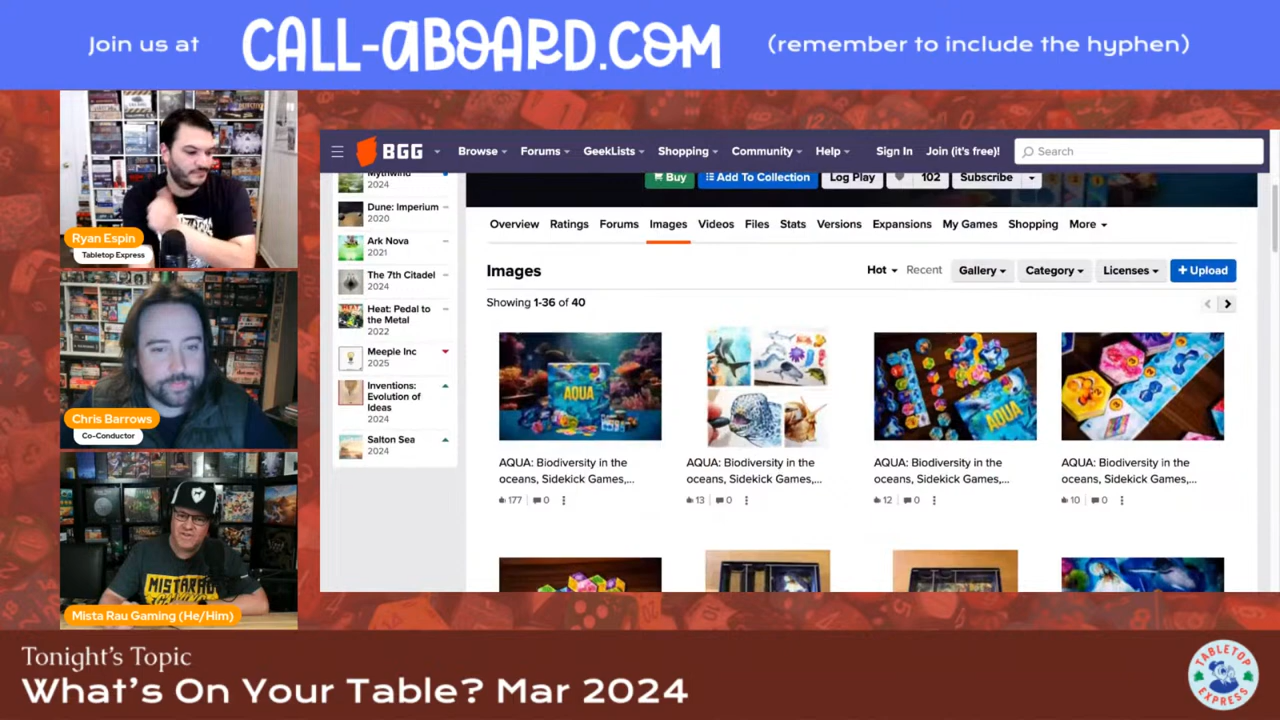 Join us at CALL-ABOARD.COM (remember to include the hyphen)
Ryan Espin
Tabletop Express
Chris Barrows
Co-Conductor
MISTARAU
Mista Rau Gaming (He/Him)
BGG
Browse Forums GeekLists Shopping Community Help Sign In Join (it's free!) Search
Mythwind
2024
Dune: Imperium
2020
Ark Nova
2021
The 7th Citadel
2024
Heat: Pedal to
the Metal
2022
Meeple Inc
2025
Inventions:
Evolution of
Ideas
2024
Salton Sea
2024
Buy Add To Collection Log Play 102 Subscribe
Overview Ratings Forums Images Videos Files Stats Versions Expansions My Games Shopping More
Images
Hot Recent Gallery Category Licenses + Upload
Showing 1-36 of 40
AQUA
AQUA
AQUA: Biodiversity in the
oceans, Sidekick Games,...
177 0
AQUA: Biodiversity in the
oceans, Sidekick Games,...
13 0
AQUA: Biodiversity in the
oceans, Sidekick Games,...
12 0
AQUA: Biodiversity in the
oceans, Sidekick Games,...
10 0
Tonight's Topic
What's On Your Table? Mar 2024
TABLETOP
EXPRESS